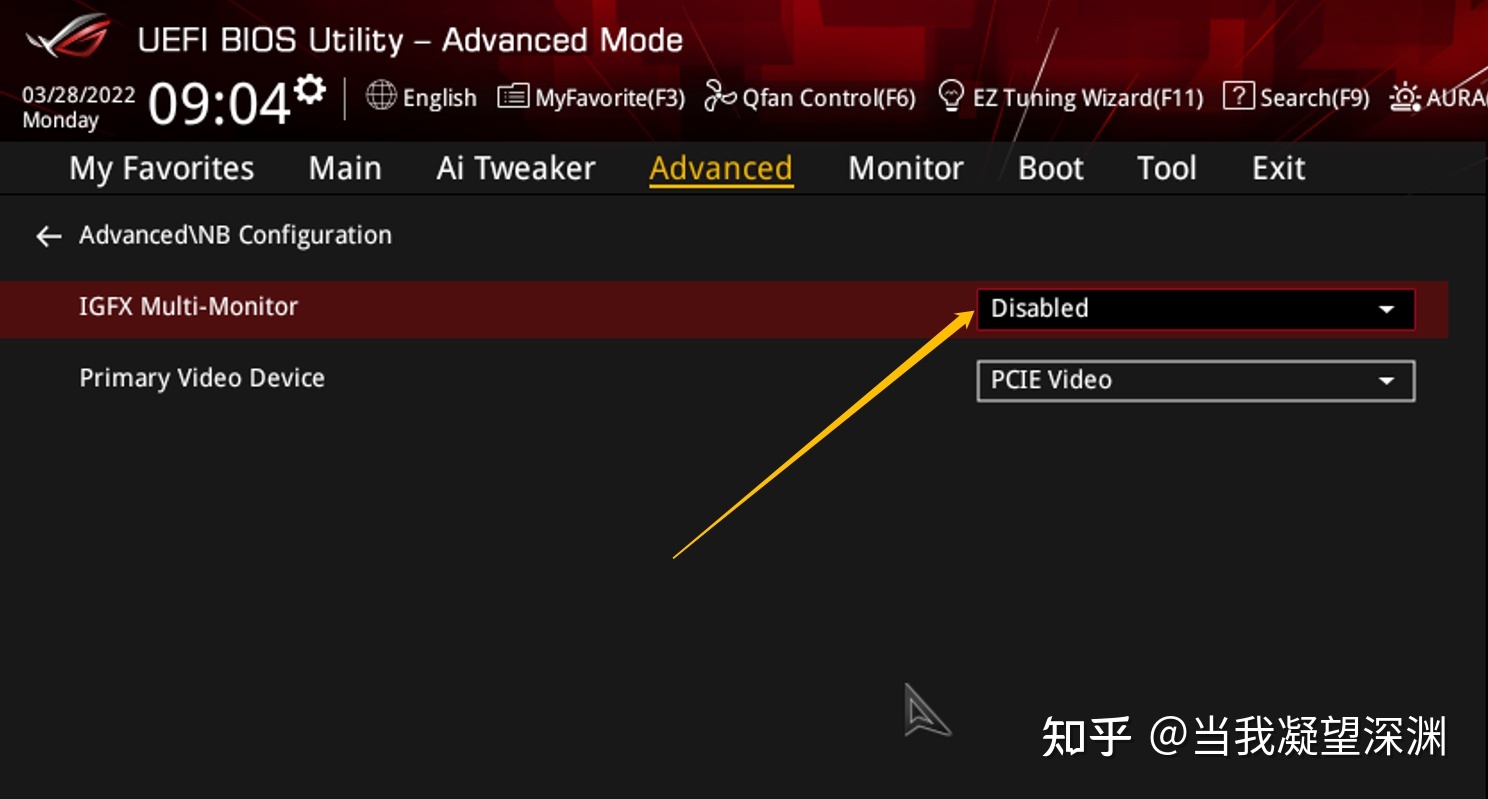 UEFI BIOS Utility – Advanced Mode
03/28/2022
Monday
09:04
English
MyFavorite(F3)
Qfan Control(F6)
EZ Tuning Wizard(F11)
Search(F9)
AURA(
My Favorites
Main
Ai Tweaker
Advanced
Monitor
Boot
Tool
Exit
Advanced\NB Configuration
IGFX Multi-Monitor
Disabled
Primary Video Device
PCIE Video
知乎 @当我凝望深渊